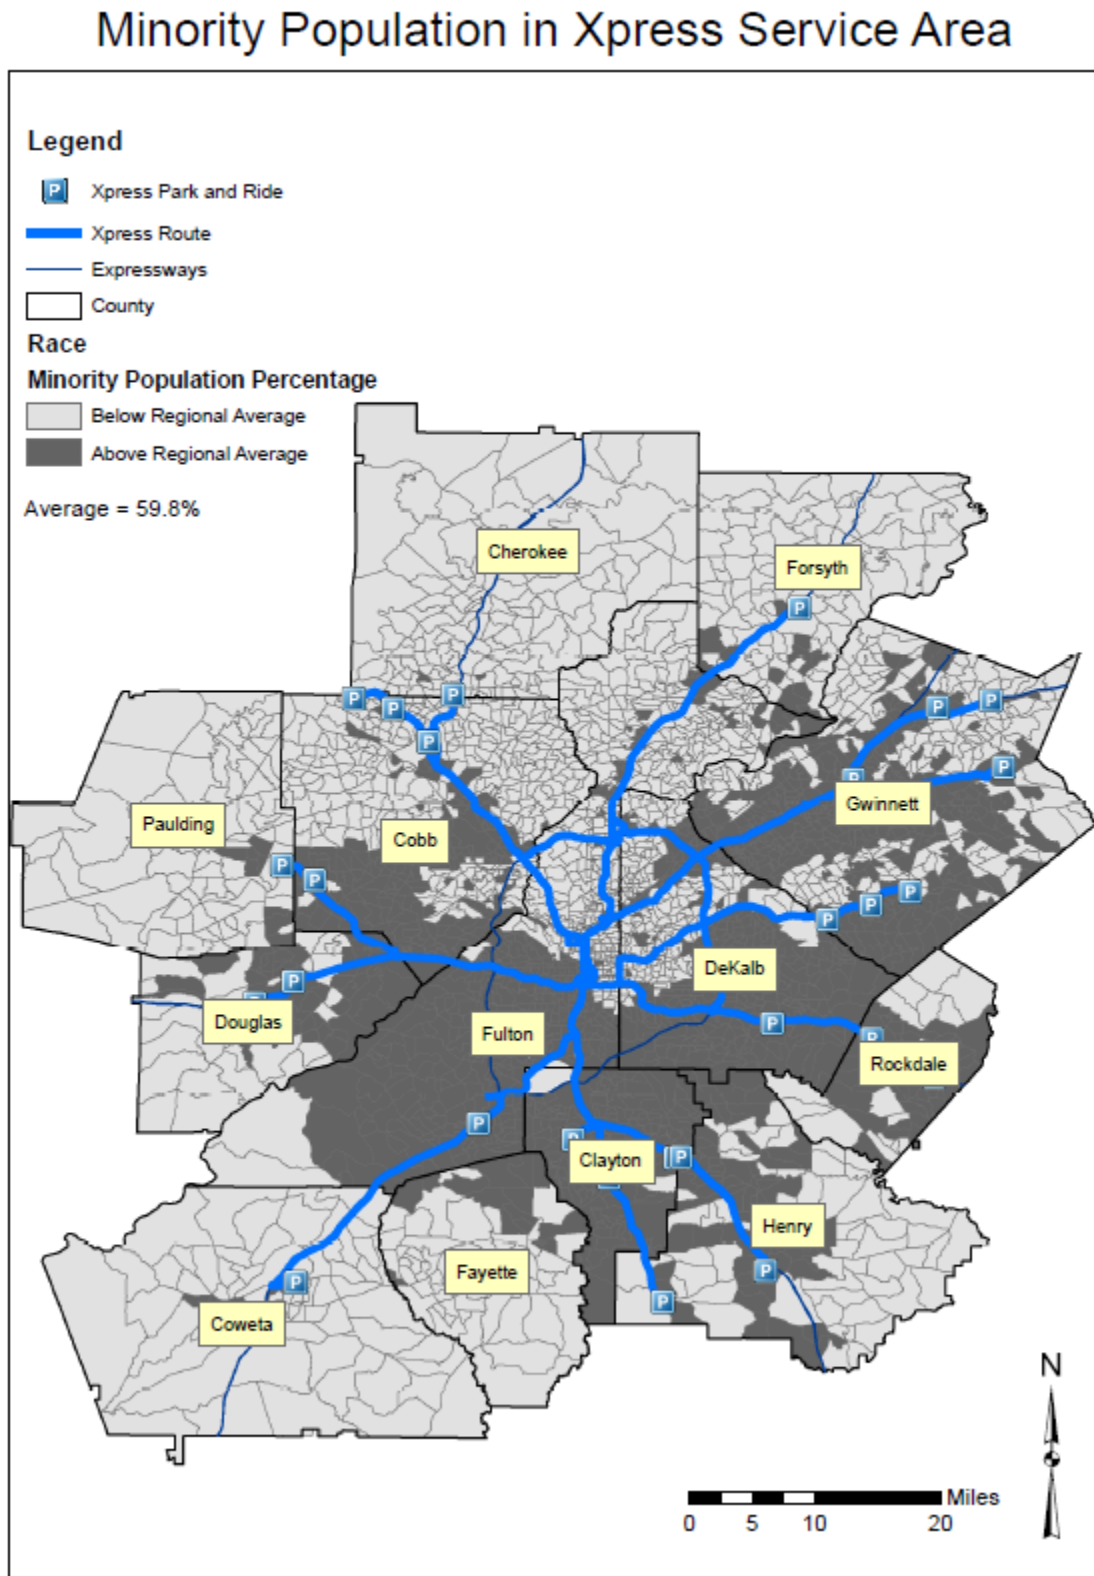 Minority Population in Xpress Service Area
Legend
P Xpress Park and Ride
Xpress Route
Expressways
County
Race
Minority Population Percentage
Below Regional Average
Above Regional Average
Average = 59.8%
Cherokee
Forsyth
P
P
P
P
P
P
P
P
P
P
Gwinnett
Paulding
Cobb
P
P
P
P
P
DeKalb
P
Douglas
Fulton
P
Rockdale
P
P
Clayton
P
Henry
Fayette
P
P
P
Coweta
N
Miles
0 5 10 20